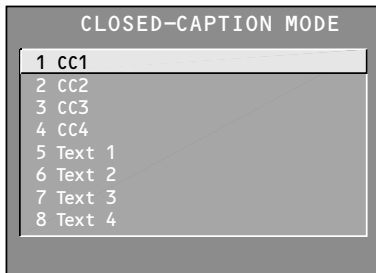 CLOSED-CAPTION MODE
1 CC1
2 CC2
3 CC3
4 CC4
5 Text 1
6 Text 2
7 Text 3
8 Text 4